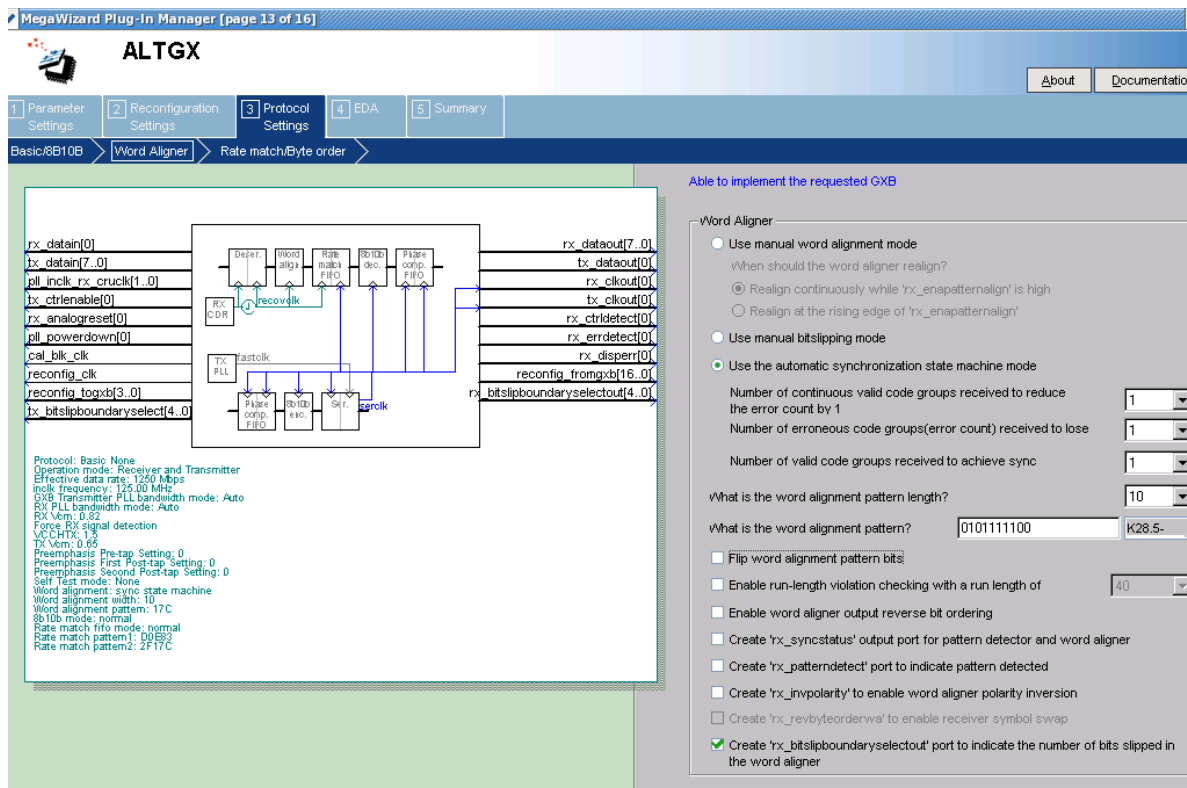 MegaWizard Plug-In Manager [page 13 of 16]
ALTGX
About
Documentatio
1 Parameter Settings
2 Reconfiguration Settings
3 Protocol Settings
4 EDA
5 Summary
Basic/8B10B
Word Aligner
Rate match/Byte order
rx_datain[0]
tx_datain[7..0]
pll_inclk_rx_cruclk[1..0]
tx_ctrlenable[0]
rx_analogreset[0]
pll_powerdown[0]
cal_blk_clk
reconfig_clk
reconfig_togxb[3..0]
tx_bitslipboundaryselect[4..0]
Deser.
Word align
Rate match FIFO
8b10b dec.
Phase comp. FIFO
RX CDR
recovclk
TX PLL
fastclk
Phase comp. FIFO
8b10b enc.
Ser.
serclk
rx_dataout[7..0]
tx_dataout[0]
rx_clkout[0]
tx_clkout[0]
rx_ctrldetect[0]
rx_errdetect[0]
rx_disperr[0]
reconfig_fromgxb[16..0]
rx_bitslipboundaryselectout[4..0]
Protocol: Basic None
Operation mode: Receiver and Transmitter
Effective data rate: 1250 Mbps
inclk frequency: 125.00 MHz
GXB Transmitter PLL bandwidth mode: Auto
RX PLL bandwidth mode: Auto
RX Vcm: 0.82
Force RX signal detection
VCCHTX: 1.5
TX Vcm: 0.65
Preemphasis Pre-tap Setting: 0
Preemphasis First Post-tap Setting: 0
Preemphasis Second Post-tap Setting: 0
Self Test mode: None
Word alignment: sync state machine
Word alignment width: 10
Word alignment pattern: 17C
8b10b mode: normal
Rate match fifo mode: normal
Rate match pattern1: D0E83
Rate match pattern2: 2F17C
Able to implement the requested GXB
Word Aligner
Use manual word alignment mode
When should the word aligner realign?
Realign continuously while 'rx_enapatternalign' is high
Realign at the rising edge of 'rx_enapatternalign'
Use manual bitslipping mode
Use the automatic synchronization state machine mode
Number of continuous valid code groups received to reduce
the error count by 1
1
Number of erroneous code groups(error count) received to lose
1
Number of valid code groups received to achieve sync
1
What is the word alignment pattern length?
10
What is the word alignment pattern?
0101111100
K28.5-
Flip word alignment pattern bits
Enable run-length violation checking with a run length of
40
Enable word aligner output reverse bit ordering
Create 'rx_syncstatus' output port for pattern detector and word aligner
Create 'rx_patterndetect' port to indicate pattern detected
Create 'rx_invpolarity' to enable word aligner polarity inversion
Create 'rx_revbyteorderwa' to enable receiver symbol swap
Create 'rx_bitslipboundaryselectout' port to indicate the number of bits slipped in
the word aligner